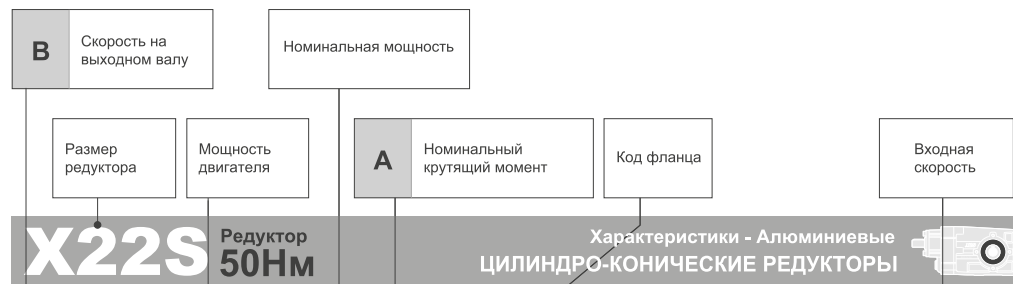 B
Скорость на
выходном валу
Номинальная мощность
Размер
редуктора
Мощность
двигателя
A
Номинальный
крутящий момент
Код фланца
Входная
скорость
X22S
Редуктор
50Нм
Характеристики - Алюминиевые
ЦИЛИНДРО-КОНИЧЕСКИЕ РЕДУКТОРЫ